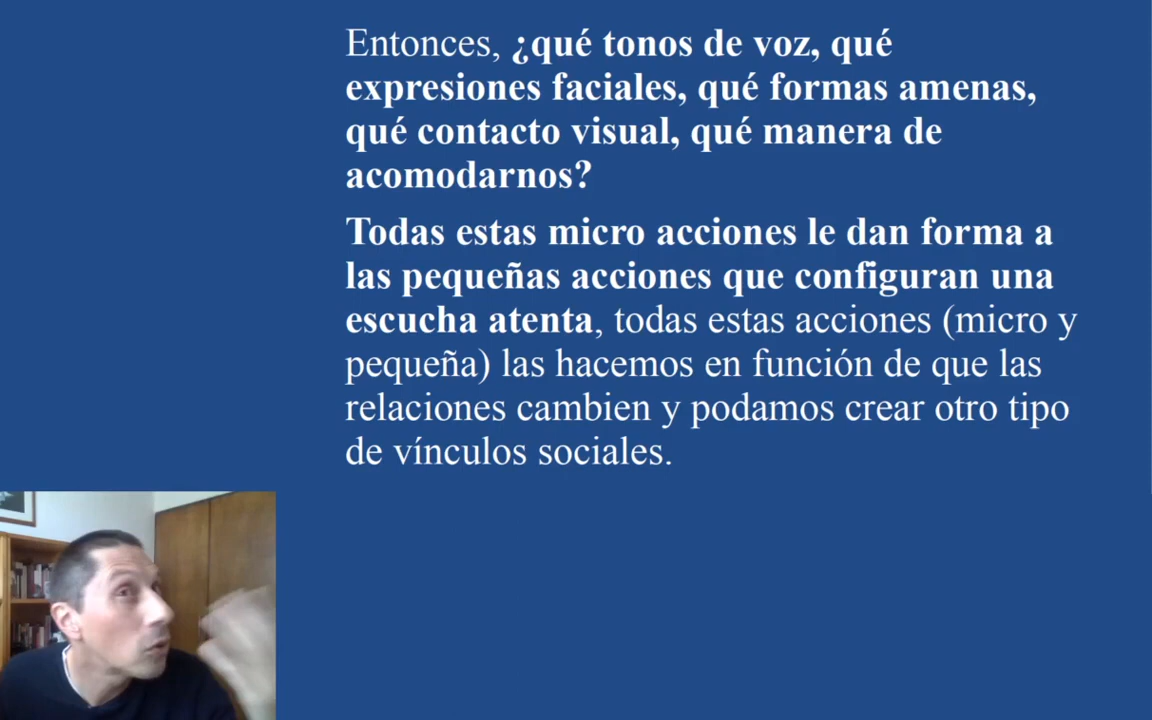 Entonces, ¿qué tonos de voz, qué
expresiones faciales, qué formas amenas,
qué contacto visual, qué manera de
acomodarnos?
Todas estas micro acciones le dan forma a
las pequeñas acciones que configuran una
escucha atenta, todas estas acciones (micro y
pequeña) las hacemos en función de que las
relaciones cambien y podamos crear otro tipo
de vínculos sociales.